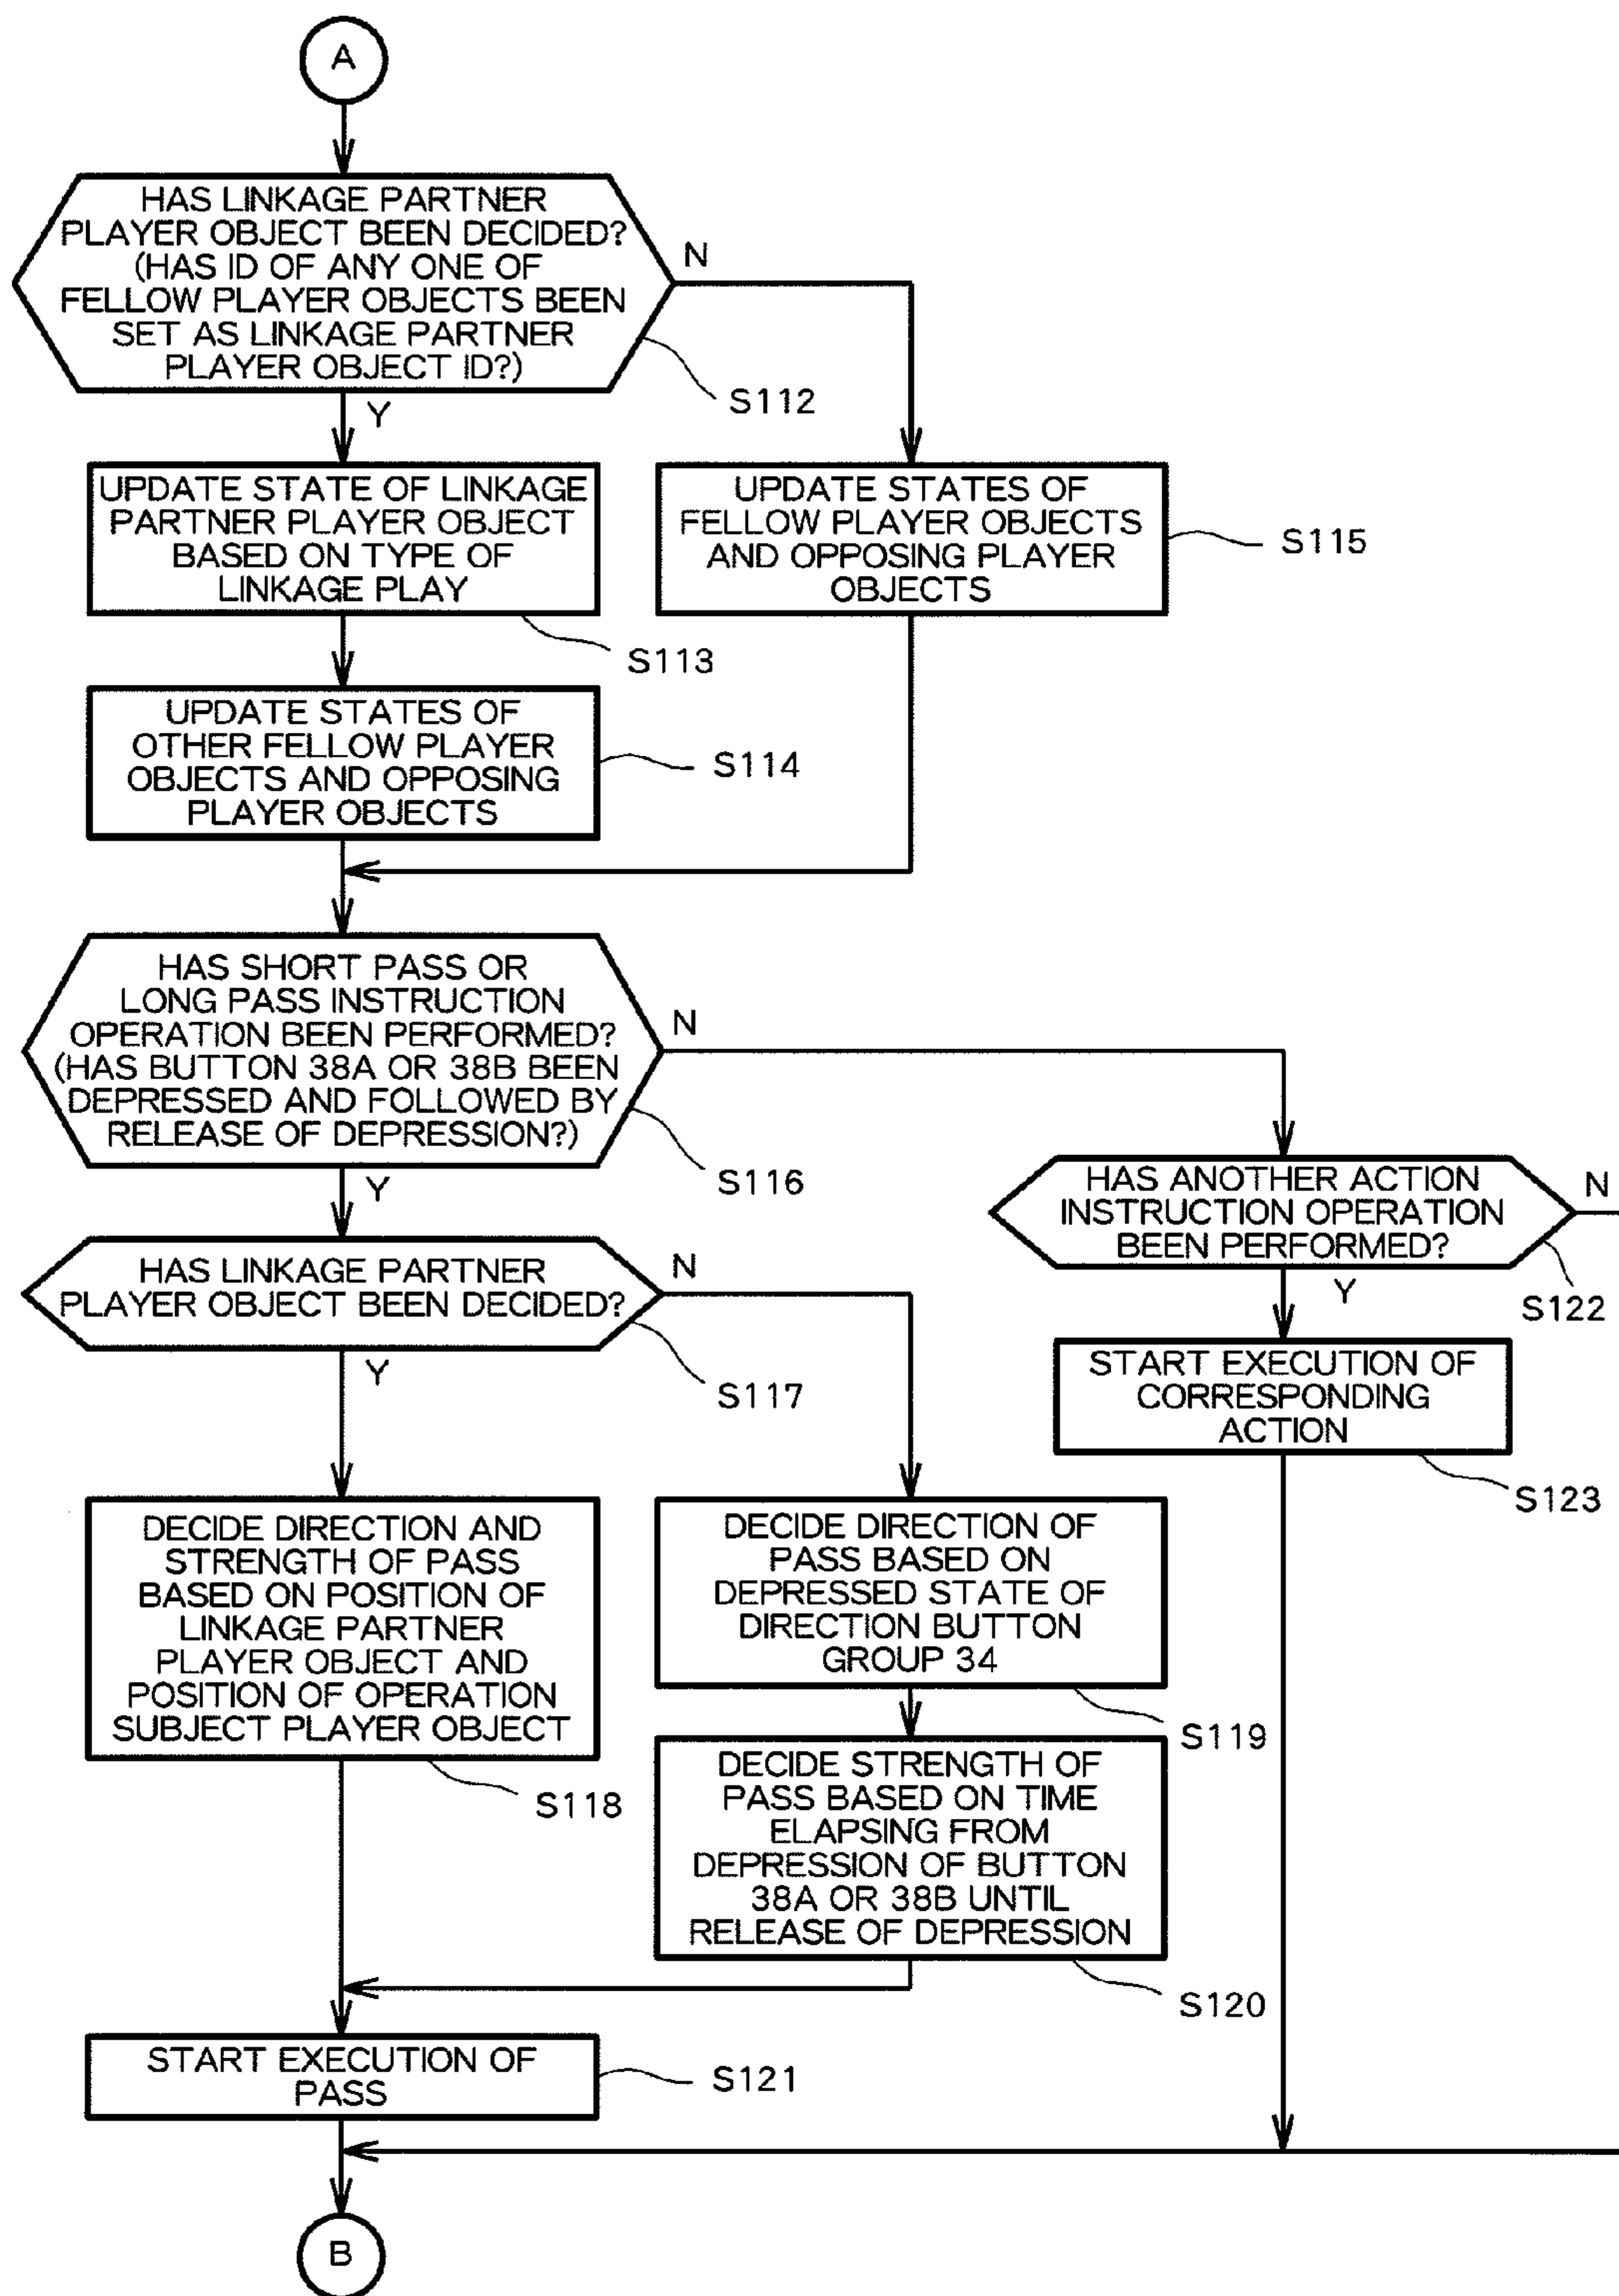 A
HAS LINKAGE PARTNER
PLAYER OBJECT BEEN DECIDED?
(HAS ID OF ANY ONE OF
FELLOW PLAYER OBJECTS BEEN
SET AS LINKAGE PARTNER
PLAYER OBJECT ID?)
N
S112
Y
UPDATE STATE OF LINKAGE
PARTNER PLAYER OBJECT
BASED ON TYPE OF
LINKAGE PLAY
S113
UPDATE STATES OF
FELLOW PLAYER OBJECTS
AND OPPOSING PLAYER
OBJECTS
S115
UPDATE STATES OF
OTHER FELLOW PLAYER
OBJECTS AND OPPOSING
PLAYER OBJECTS
S114
HAS SHORT PASS OR
LONG PASS INSTRUCTION
OPERATION BEEN PERFORMED?
(HAS BUTTON 38A OR 38B BEEN
DEPRESSED AND FOLLOWED BY
RELEASE OF DEPRESSION?)
N
S116
Y
HAS ANOTHER ACTION
INSTRUCTION OPERATION
BEEN PERFORMED?
N
S122
Y
HAS LINKAGE PARTNER
PLAYER OBJECT BEEN DECIDED?
N
S117
Y
START EXECUTION OF
CORRESPONDING
ACTION
S123
DECIDE DIRECTION AND
STRENGTH OF PASS
BASED ON POSITION OF
LINKAGE PARTNER
PLAYER OBJECT AND
POSITION OF OPERATION
SUBJECT PLAYER OBJECT
S118
DECIDE DIRECTION OF
PASS BASED ON
DEPRESSED STATE OF
DIRECTION BUTTON
GROUP 34
S119
DECIDE STRENGTH OF
PASS BASED ON TIME
ELAPSING FROM
DEPRESSION OF BUTTON
38A OR 38B UNTIL
RELEASE OF DEPRESSION
S120
START EXECUTION OF
PASS
S121
B